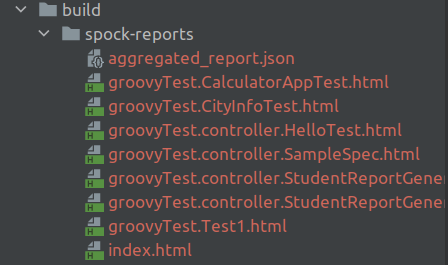 build
spock-reports
aggregated_report.json
groovyTest.CalculatorAppTest.html
groovyTest.CityInfoTest.html
groovyTest.controller.HelloTest.html
groovyTest.controller.SampleSpec.html
groovyTest.controller.StudentReportGener
groovyTest.controller.StudentReportGener
groovyTest.Test1.html
index.html